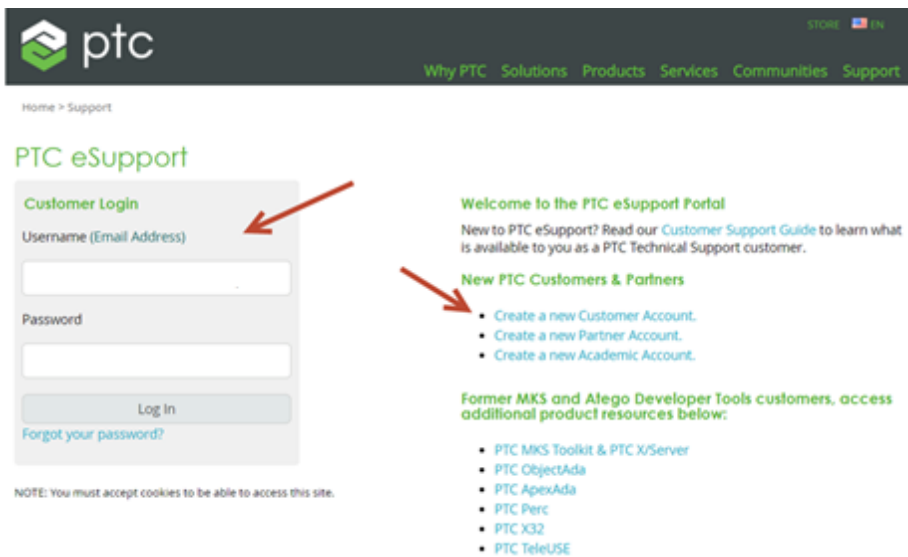 ptc
STORE EN
Why PTC Solutions Products Services Communities Support
Home > Support
PTC eSupport
Customer Login
Username (Email Address)
Password
Log In
Forgot your password?
NOTE: You must accept cookies to be able to access this site.
Welcome to the PTC eSupport Portal
New to PTC eSupport? Read our Customer Support Guide to learn what
is available to you as a PTC Technical Support customer.
New PTC Customers & Partners
• Create a new Customer Account.
• Create a new Partner Account.
• Create a new Academic Account.
Former MKS and Atego Developer Tools customers, access
additional product resources below:
• PTC MKS Toolkit & PTC X/Server
• PTC ObjectAda
• PTC ApexAda
• PTC Perc
• PTC X32
• PTC TeleUSE